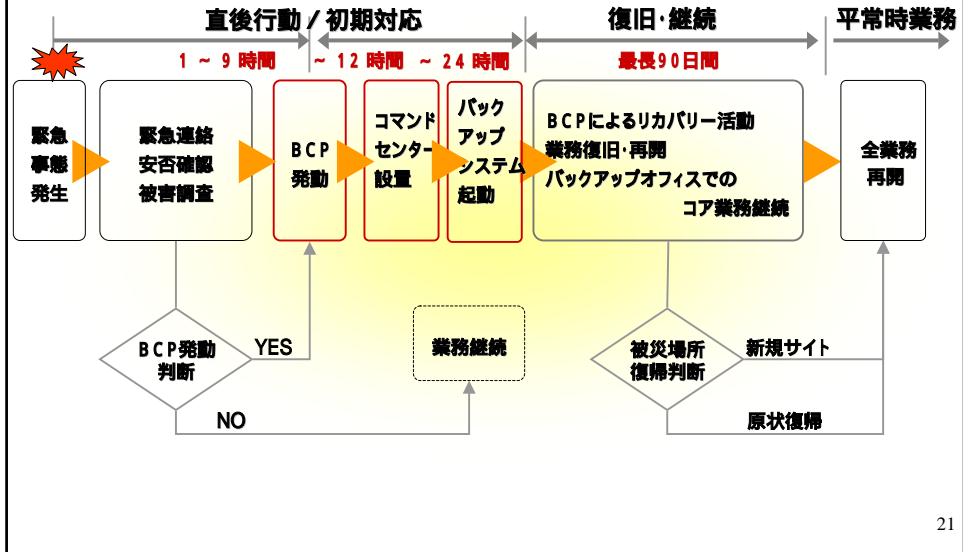 直後行動 / 初期対応
復旧・継続
平常時業務
1 ~ 9 時間
~ 12 時間
~ 24 時間
最長90日間
緊急
事態
発生
緊急連絡
安否確認
被害調査
BCP
発動
コマンド
センター
設置
バック
アップ
システム
起動
BCPによるリカバリー活動
業務復旧・再開
バックアップオフィスでの
コア業務継続
全業務
再開
BCP発動
判断
YES
NO
業務継続
被災場所
復帰判断
新規サイト
原状復帰
21